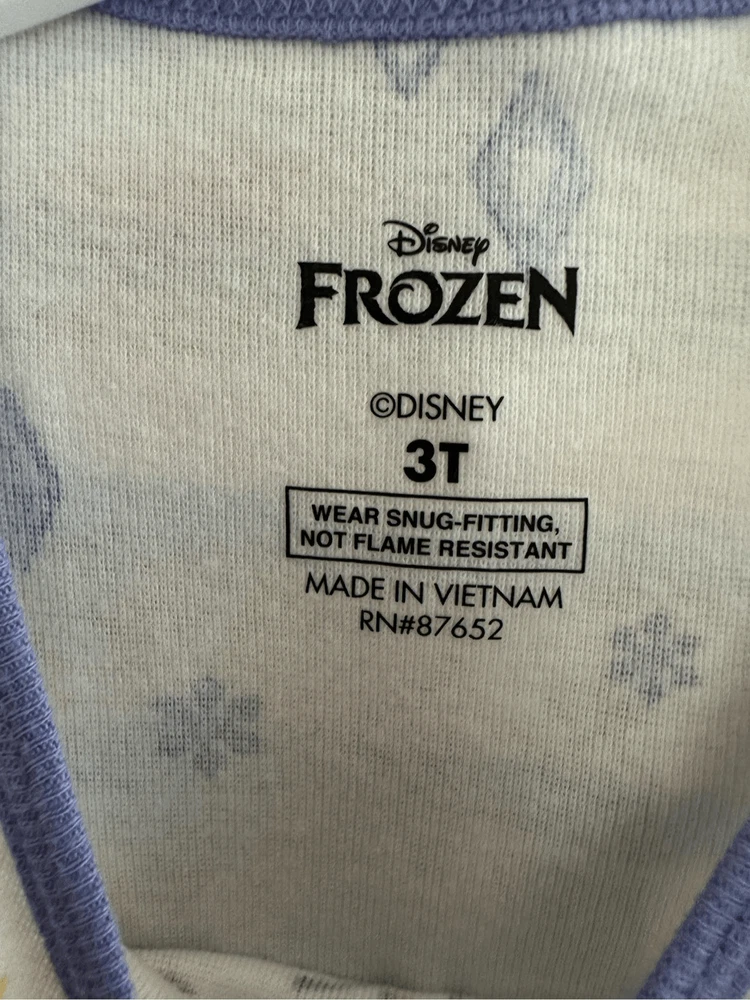 Disney
FROZEN
©DISNEY
3T
WEAR SNUG-FITTING,
NOT FLAME RESISTANT
MADE IN VIETNAM
RN#87652